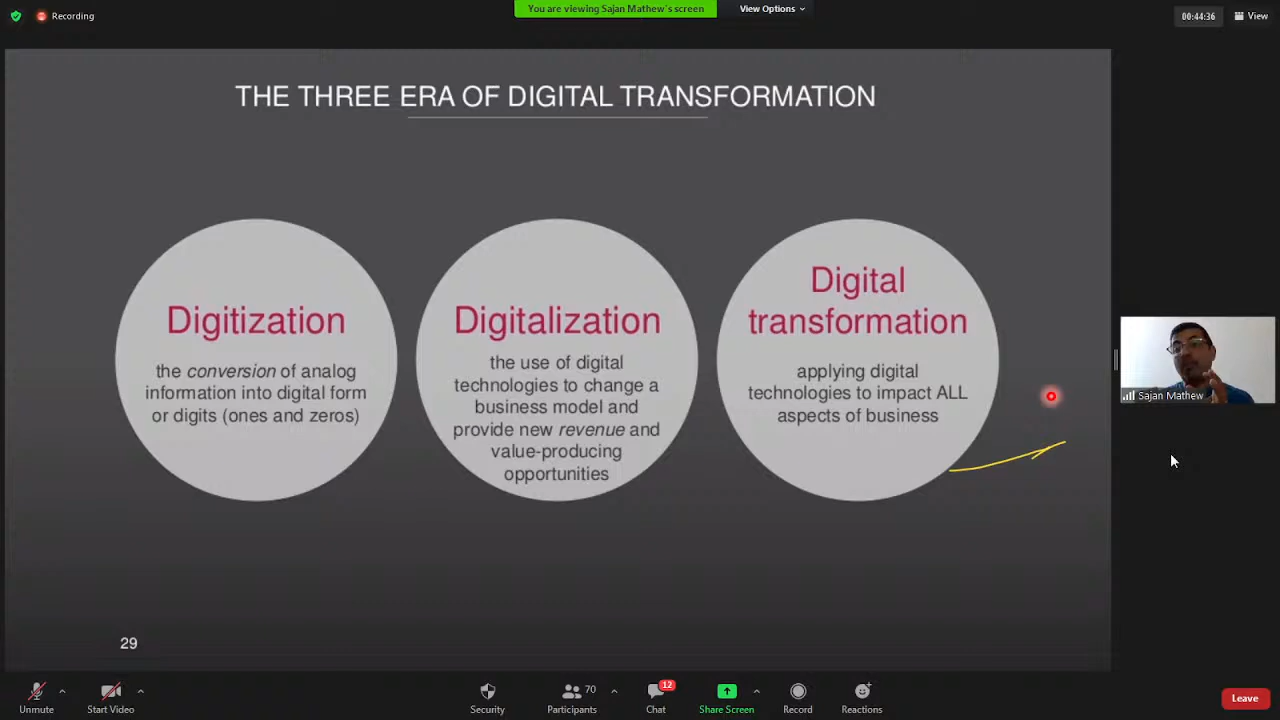 Recording
You are viewing Sajan Mathew's screen
View Options
00:44:36
View
THE THREE ERA OF DIGITAL TRANSFORMATION
Digitization
the conversion of analog
information into digital form
or digits (ones and zeros)
Digitalization
the use of digital
technologies to change a
business model and
provide new revenue and
value-producing
opportunities
Digital
transformation
applying digital
technologies to impact ALL
aspects of business
Sajan Mathew
29
Unmute
Start Video
Security
70
Participants
12
Chat
Share Screen
Record
Reactions
Leave